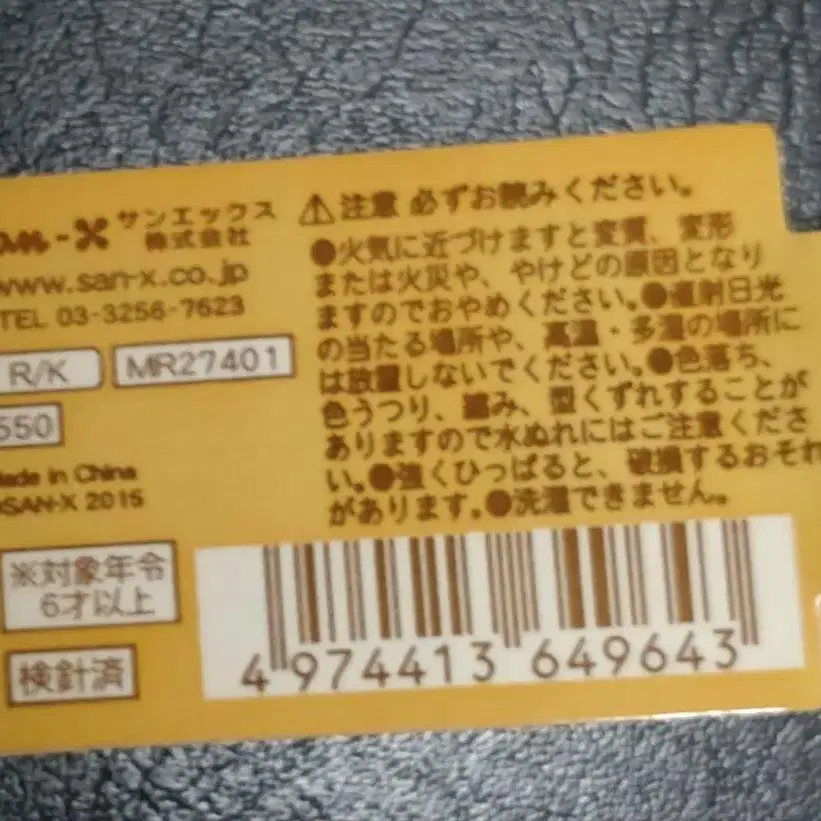 サンエックス
株式会社
www.san-x.co.jp
TEL 03-3256-7623
R/K
MR27401
550
Made in China
©SAN-X 2015
※対象年令
6才以上
検針済
⚠注意 必ずお読みください。
●火気に近づけますと変質、変形
または火災や、やけどの原因となり
ますのでおやめください。●直射日光
の当たる場所や、高温・多湿の場所に
は放置しないでください。●色落ち、
色うつり、縮み、型くずれすることが
ありますので水ぬれにはご注意くださ
い。●強くひっぱると、破損するおそれ
があります。●洗濯できません。
4974413 649643